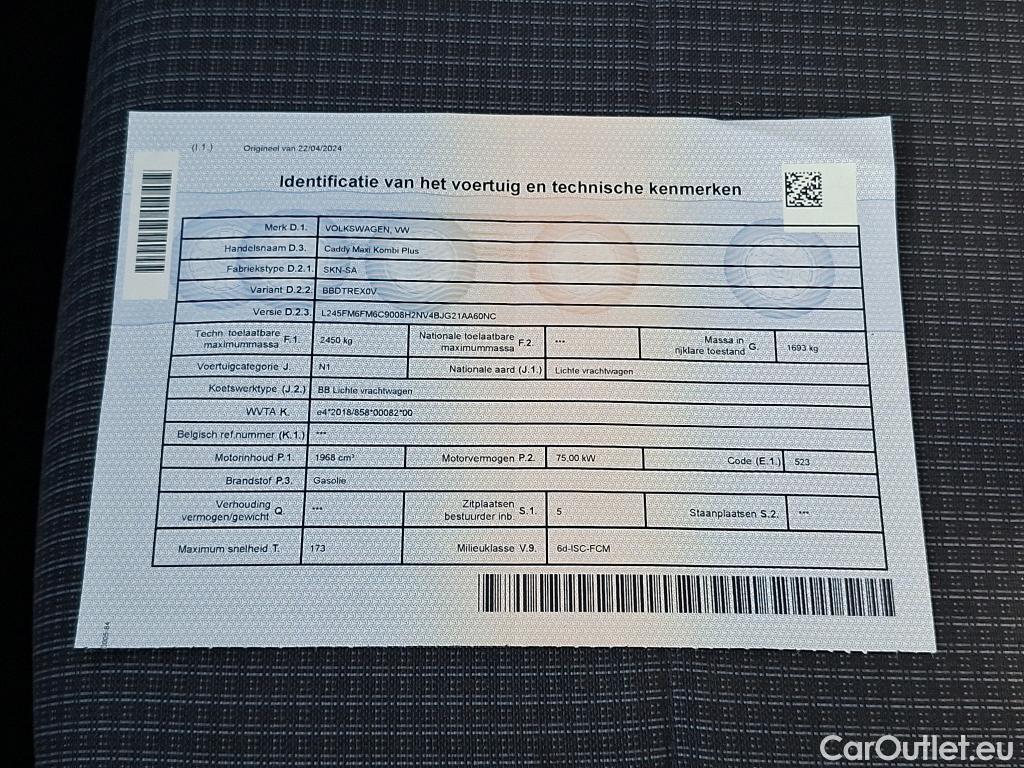 (I.1.) Origineel van 22/04/2024
Identificatie van het voertuig en technische kenmerken
Merk D.1. VOLKSWAGEN, VW
Handelsnaam D.3. Caddy Maxi Kombi Plus
Fabriekstype D.2.1. SKN-SA
Variant D.2.2. BBDTREX0V
Versie D.2.3. L245FM6FM6C9008H2NV4BJG21AA60NC
Techn. toelaatbare maximummassa F.1. 2450 kg Nationale toelaatbare maximummassa F.2. --- Massa in rijklare toestand G. 1693 kg
Voertuigcategorie J. N1 Nationale aard (J.1.) Lichte vrachtwagen
Koetswerktype (J.2.) BB Lichte vrachtwagen
WVTA K. e4*2018/858*00082*00
Belgisch ref.nummer (K.1.) ---
Motorinhoud P.1. 1968 cm³ Motorvermogen P.2. 75,00 kW Code (E.1.) 523
Brandstof P.3. Gasolie
Verhouding vermogen/gewicht Q. --- Zitplaatsen bestuurder inb. S.1. 5 Staanplaatsen S.2. ---
Maximum snelheid T. 173 Milieuklasse V.9. 6d-ISC-FCM
CarOutlet.eu